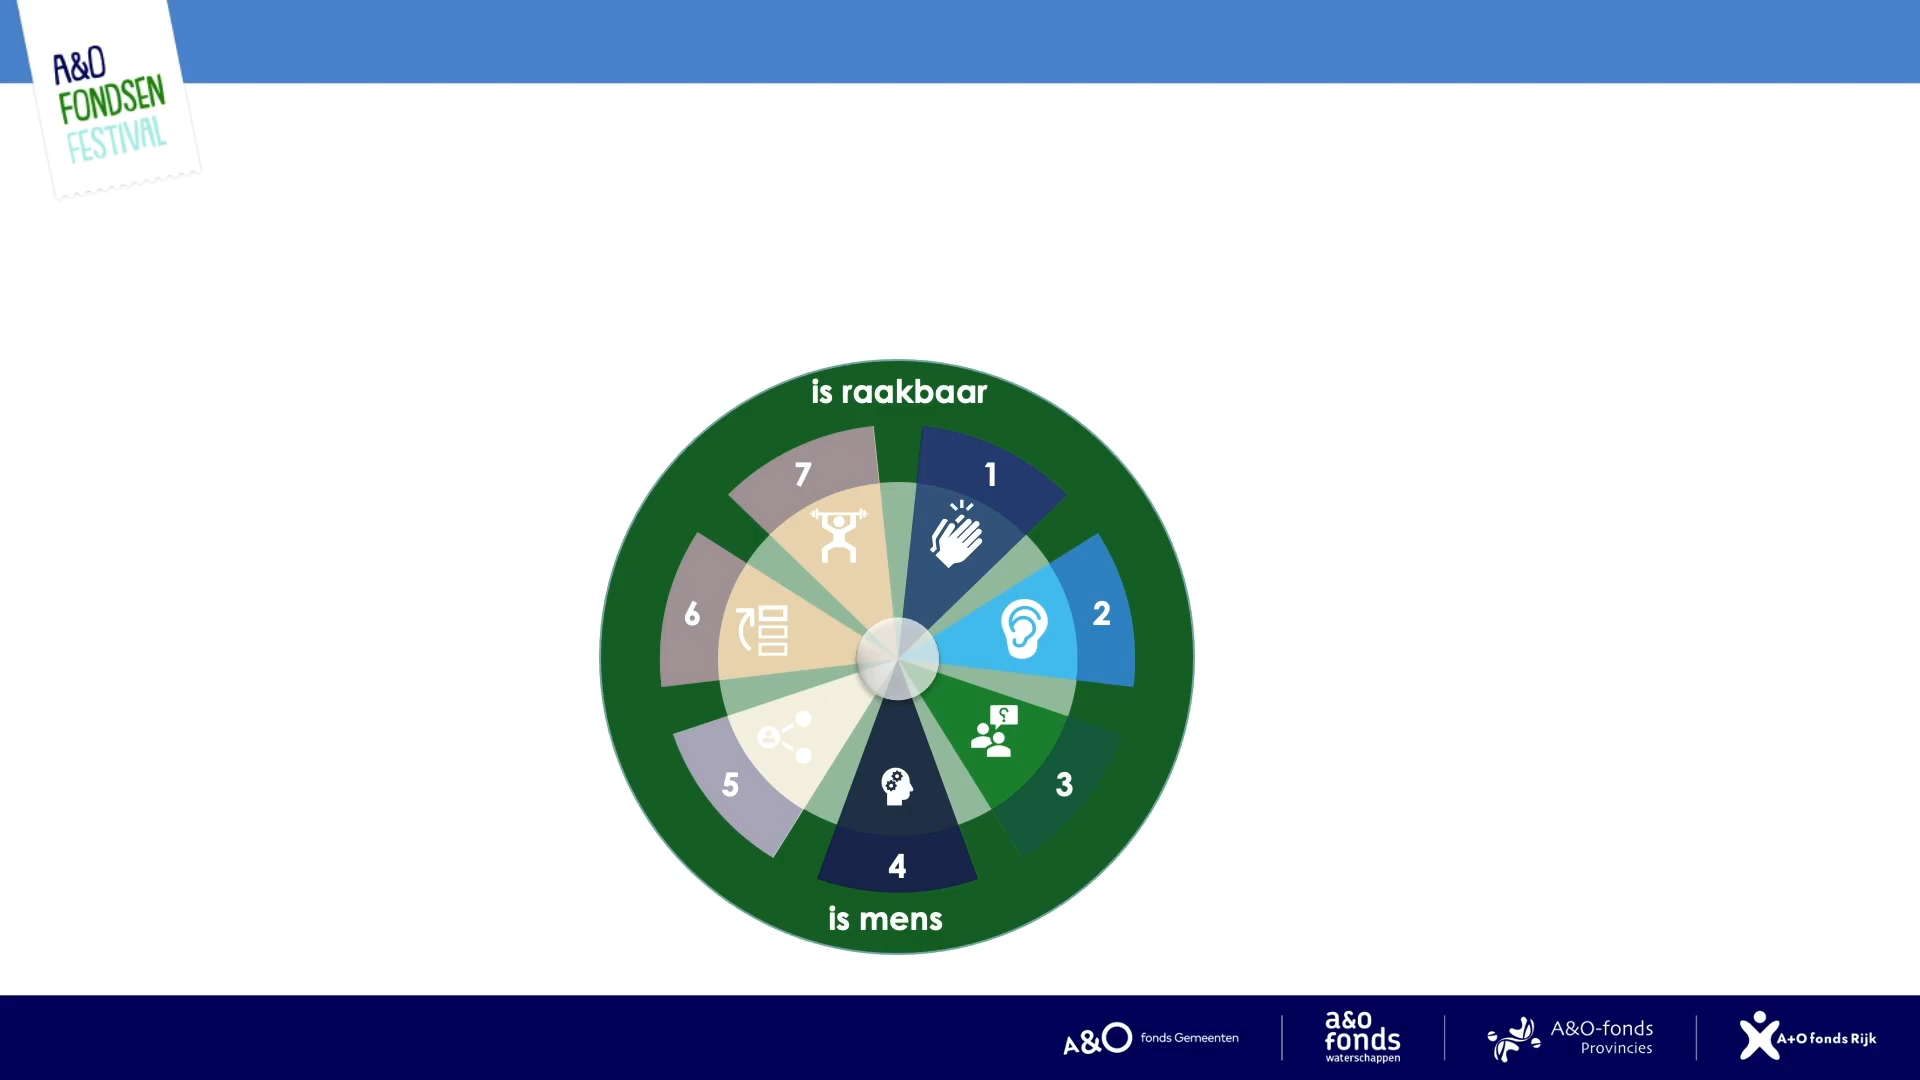 A&O
FONDSEN
FESTIVAL
is raakbaar
7
1
6
2
5
3
4
is mens
A&O fonds Gemeenten
a&o
fonds
waterschappen
A&O-fonds
Provincies
A+O fonds Rijk